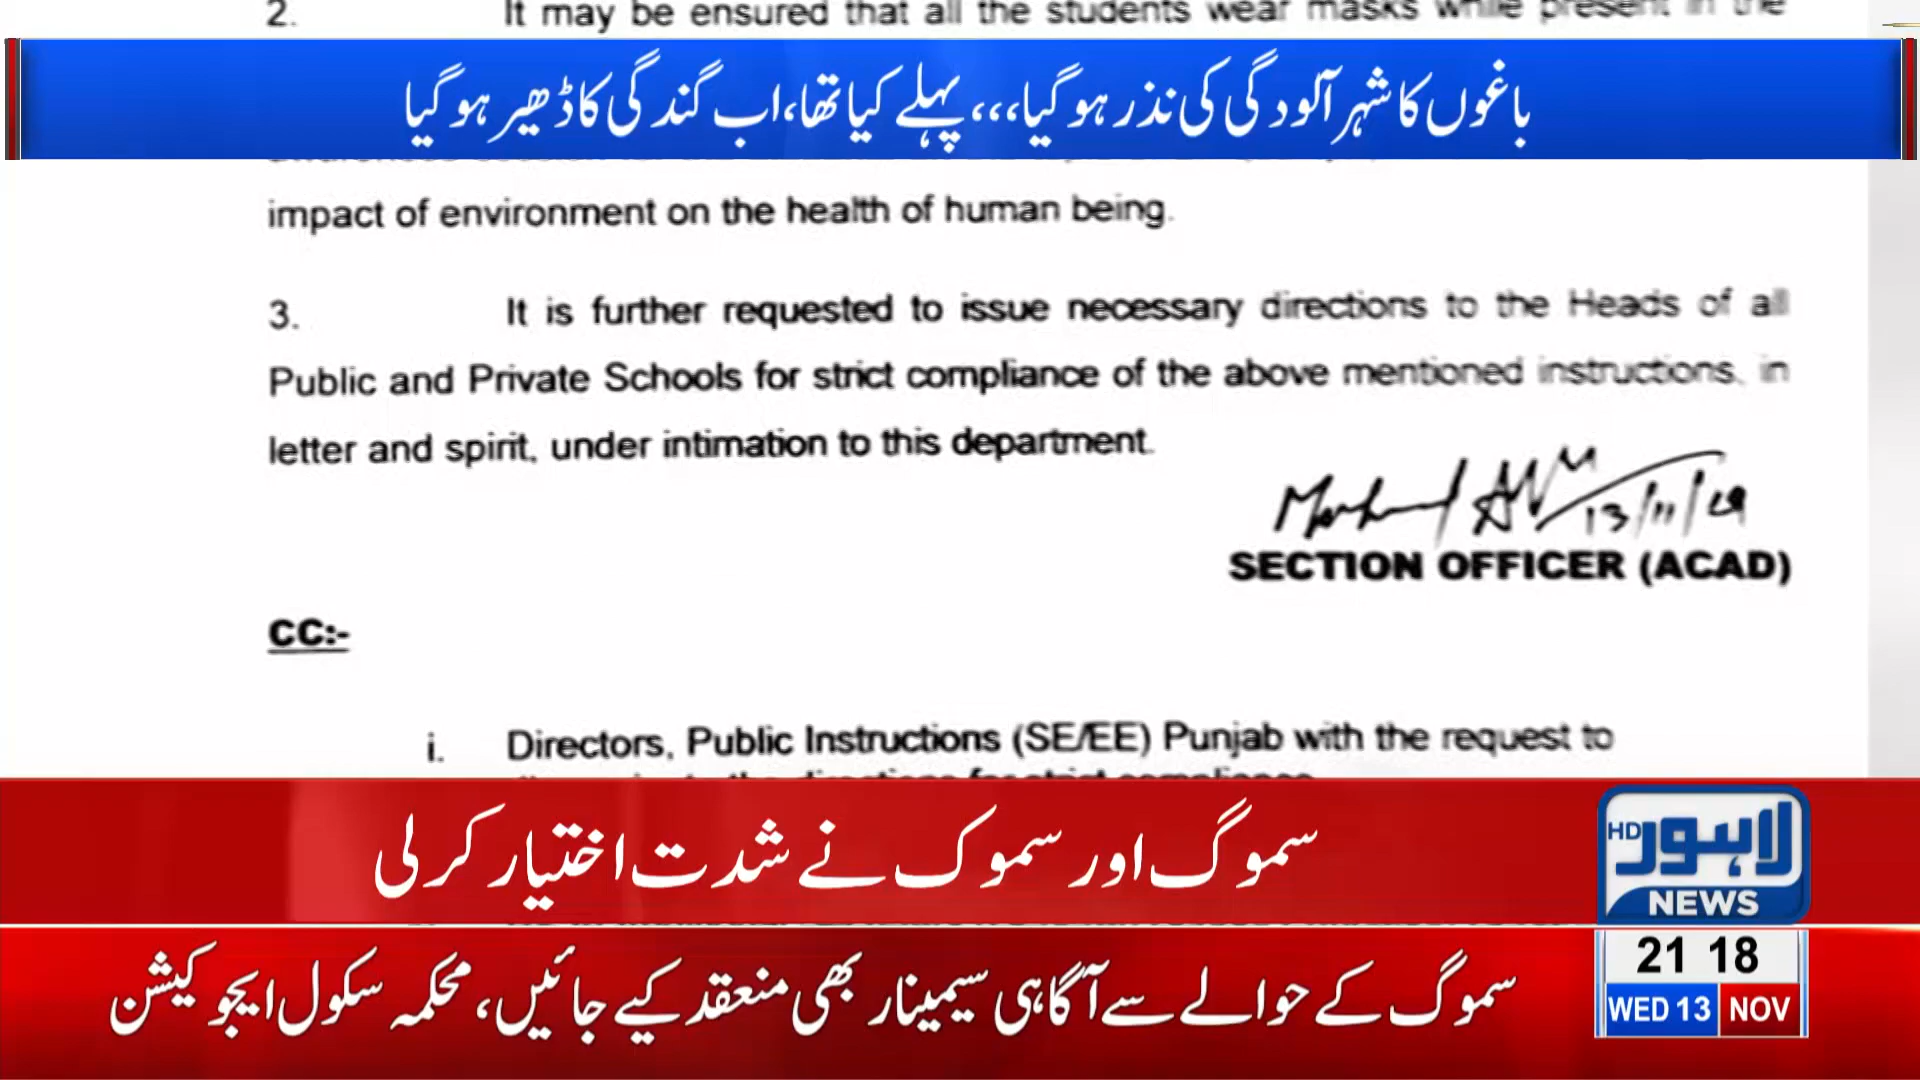 2. It may be ensured that all the students wear masks while present in the
باغوں کا شہر آلودگی کی نذر ہوگیا،،،، پہلے کیا تھا، اب گندگی کا ڈھیر ہوگیا
impact of environment on the health of human being.
3. It is further requested to issue necessary directions to the Heads of all
Public and Private Schools for strict compliance of the above mentioned instructions, in
letter and spirit, under intimation to this department.
13/11/19
SECTION OFFICER (ACAD)
CC:-
i. Directors, Public Instructions (SE/EE) Punjab with the request to
سموگ اور سموک نے شدت اختیار کرلی
لاہور HD
NEWS
سموگ کے حوالے سے آگاہی سیمینار بھی منعقد کیے جائیں، محکمہ سکول ایجوکیشن
21 18
WED 13 NOV